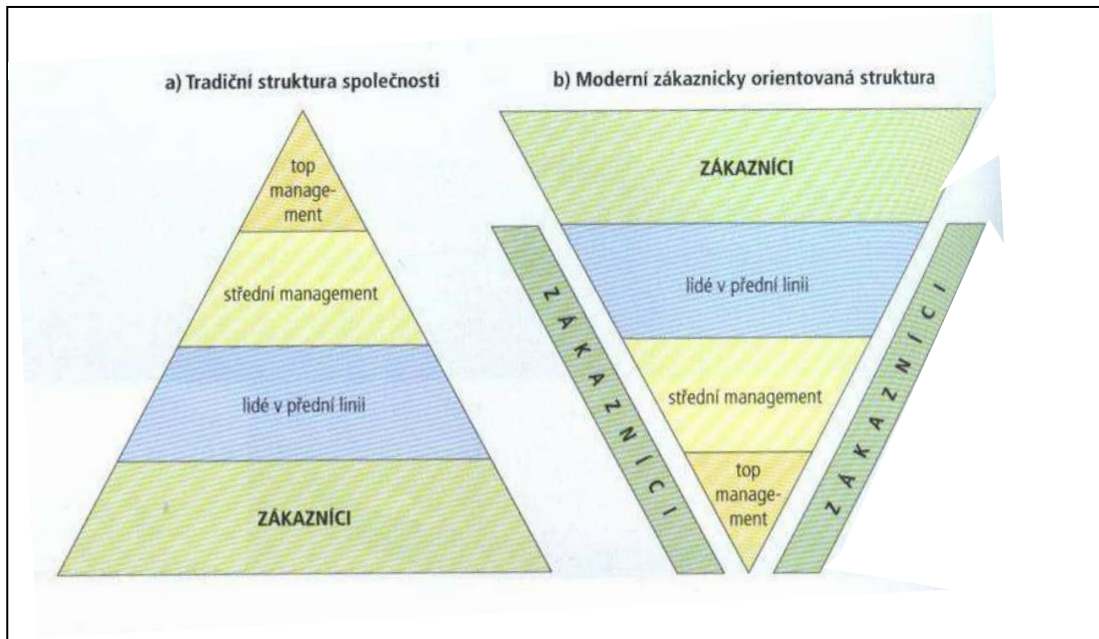 a) Tradiční struktura společnosti
top
manage-
ment
střední management
lidé v přední linii
ZÁKAZNÍCI
b) Moderní zákaznicky orientovaná struktura
ZÁKAZNÍCI
lidé v přední linii
střední management
top
manage-
ment
ZÁKAZNÍCI
ZÁKAZNÍCI